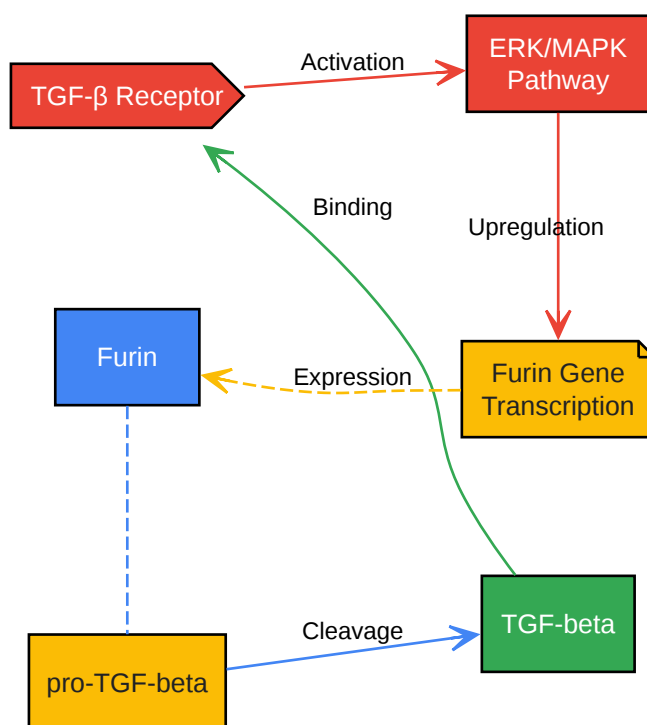 Activation
ERK/MAPK
Pathway
TGF-β Receptor
Binding
Upregulation
Furin
Expression
Furin Gene
Transcription
Cleavage
TGF-beta
pro-TGF-beta